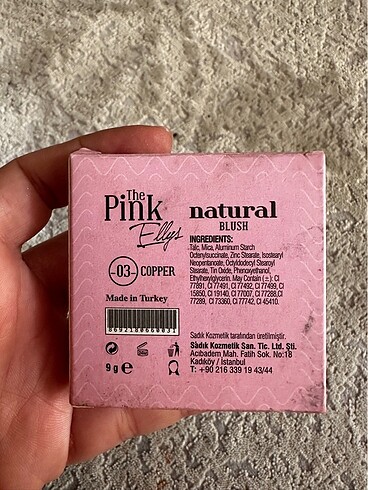 The
Pink
Ellys
natural
BLUSH
-03- COPPER
Made in Turkey
8692180660031
9 g e
INGREDIENTS:
Talc, Mica, Aluminum Starch
Octenylsuccinate, Zinc Stearate, Isostearyl
Neopentanoate, Octyldodecyl Stearoyl
Stearate, Tin Oxide, Phenoxyethanol,
Ethylhexylglycerin. May Contain (±): CI
77891, CI 77491, CI 77492, CI 77499, CI
15850, CI 19140, CI 77007, CI 77288,CI
77289, CI 73360, CI 77742, CI 45410.
Sadık Kozmetik tarafından üretilmiştir.
Sadık Kozmetik San. Tic. Ltd. Şti.
Acıbadem Mah. Fatih Sok. No:18
Kadıköy / İstanbul
T: +90 216 339 19 43/44